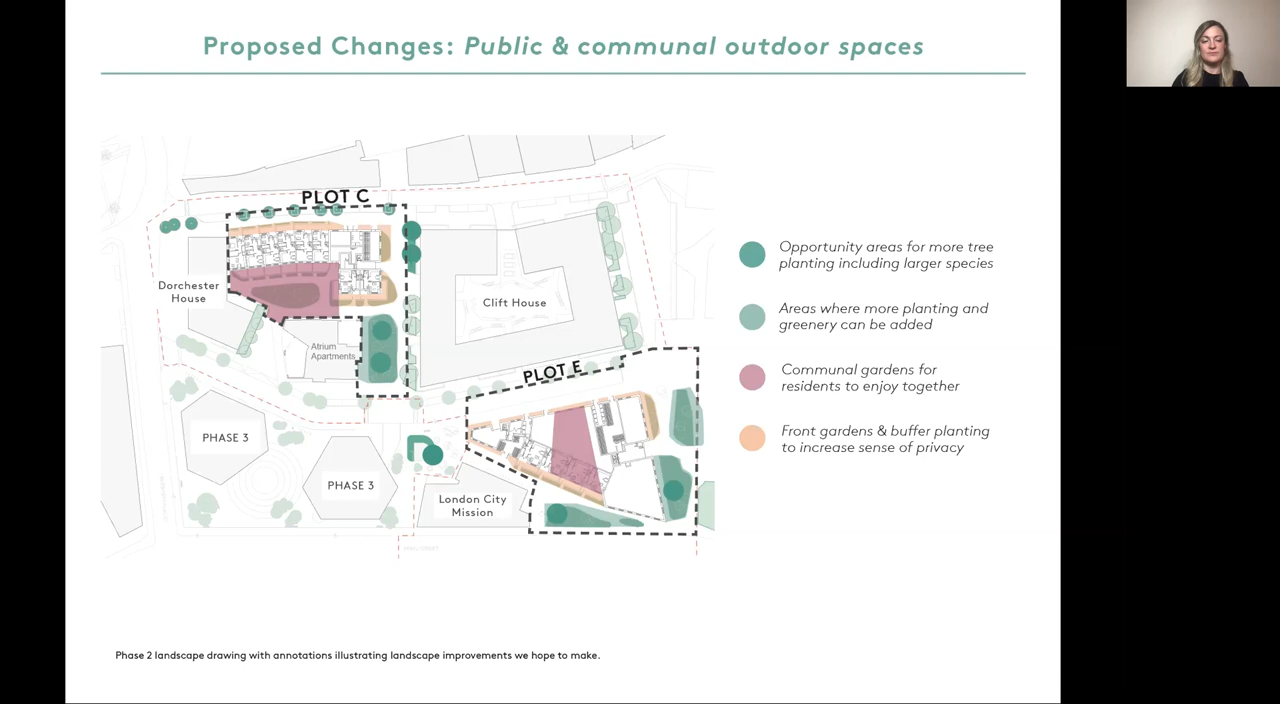 Proposed Changes: Public & communal outdoor spaces
PLOT C
Dorchester
House
Clift House
Atrium
Apartments
PLOT E
PHASE 3
PHASE 3
London City
Mission
Opportunity areas for more tree
planting including larger species
Areas where more planting and
greenery can be added
Communal gardens for
residents to enjoy together
Front gardens & buffer planting
to increase sense of privacy
Phase 2 landscape drawing with annotations illustrating landscape improvements we hope to make.